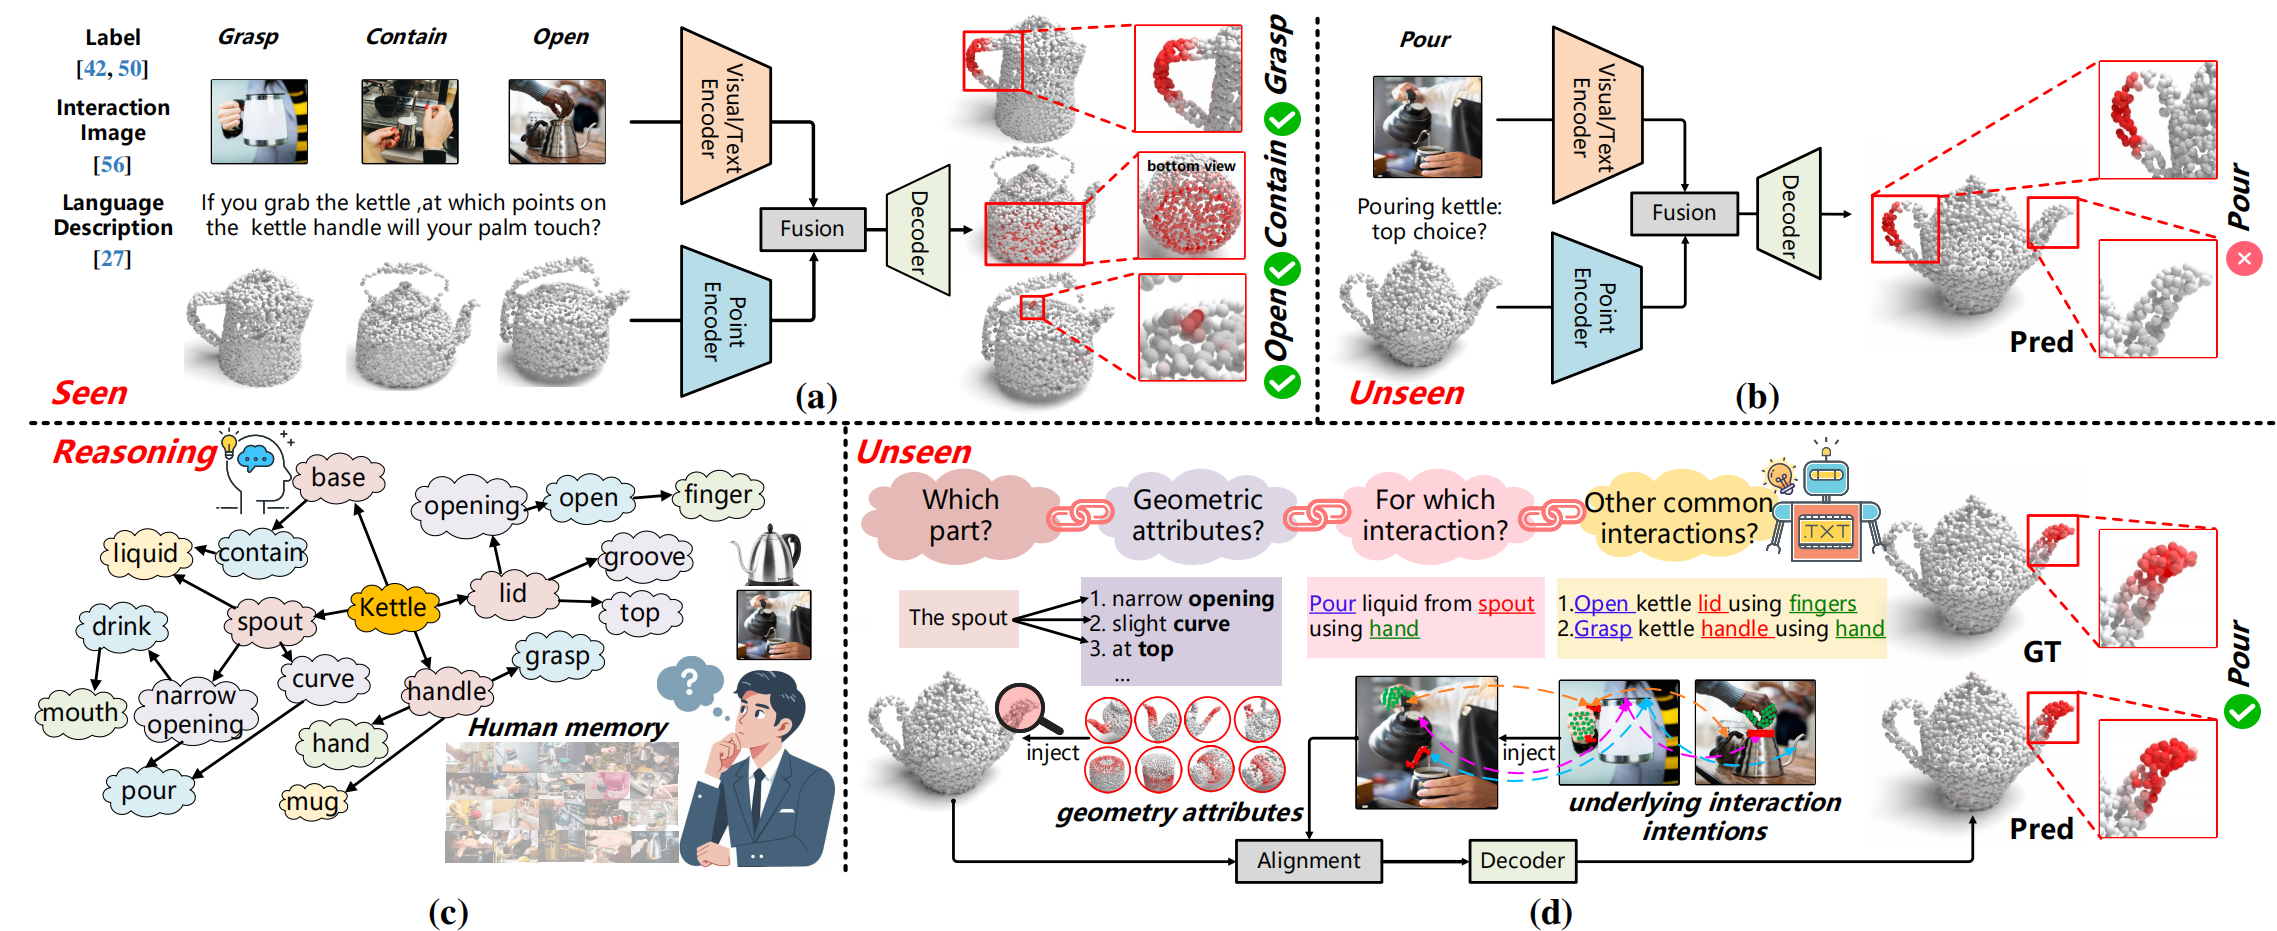 Label
[42, 50]
Interaction
Image
[56]
Language
Description
[27]
Grasp
Contain
Open
If you grab the kettle ,at which points on
the kettle handle will your palm touch?
Visual/Text
Encoder
Point
Encoder
Fusion
Decoder
bottom view
Grasp
Contain
Open
Seen
(a)
Pour
Pouring kettle:
top choice?
Visual/Text
Encoder
Point
Encoder
Fusion
Decoder
Pred
Pour
Unseen
(b)
Reasoning
base
opening
open
finger
liquid
contain
groove
lid
Kettle
top
drink
spout
grasp
curve
handle
narrow
opening
mouth
hand
Human memory
pour
mug
(c)
Unseen
Which
part?
Geometric
attributes?
For which
interaction?
Other common
interactions?
.TXT
The spout
1. narrow opening
2. slight curve
3. at top
...
Pour liquid from spout
using hand
1.Open kettle lid using fingers
2.Grasp kettle handle using hand
GT
inject
inject
geometry attributes
underlying interaction
intentions
Pred
Pour
Alignment
Decoder
(d)